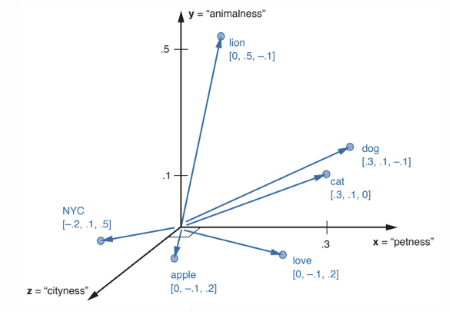 y = “animalness”
.5
lion
[0, .5, –.1]
dog
[.3, .1, –.1]
cat
[.3, .1, 0]
.1
NYC
[–.2, .1, .5]
.3
x = “petness”
love
[0, –.1, .2]
apple
[0, –.1, .2]
z = “cityness”